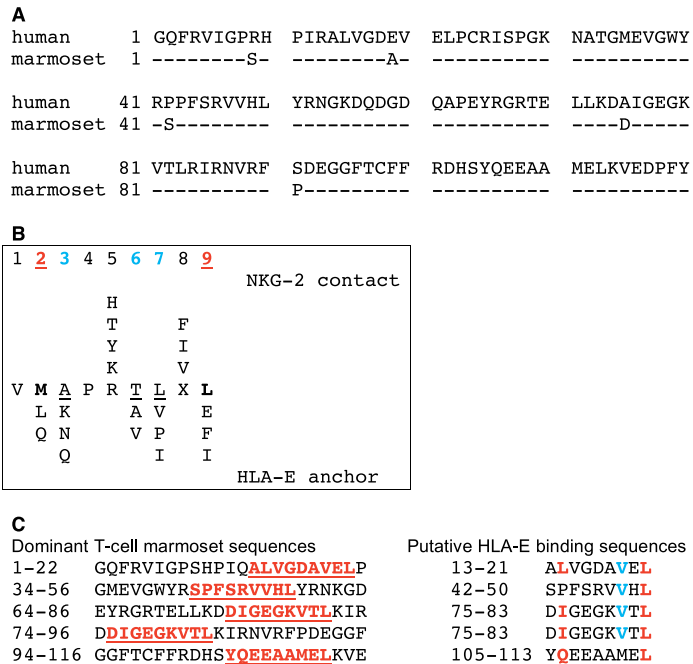 A
human 1 GQFRVIGPRH PIRALVGDEV ELPCRISPGK NATGMEVGWY
marmoset 1 --------S- --------A- ---------- ----------
human 41 RPPFSRVVHL YRNGKDQDGD QAPEYRGRTE LLKDAIGEGK
marmoset 41 -S-------- ---------- ---------- ----D-----
human 81 VTLRIRNVRF SDEGGFTCFF RDHSYQEEAA MELKVEDPFY
marmoset 81 ---------- P--------- ---------- ----------
B
1 2 3 4 5 6 7 8 9
NKG-2 contact
H
T F
Y I
K V
V M A P R T L X L
L K A V E
Q N V P F
Q I I
HLA-E anchor
C
Dominant T-cell marmoset sequences Putative HLA-E binding sequences
1–22 GQFRVIGPSHPIQALVGDAVELP 13–21 ALVGDAVEL
34–56 GMEVGWYRSPFSRVVHLYRNKGD 42–50 SPFSRVVHL
64–86 EYRGRTELLKDDIGEGKVTLKIR 75–83 DIGEGKVTL
74–96 DDIGEGKVTLKIRNVRFPDEGGF 75–83 DIGEGKVTL
94–116 GGFTCFFRDHSYQEEAAMELKVE 105–113 YQEEAAMEL